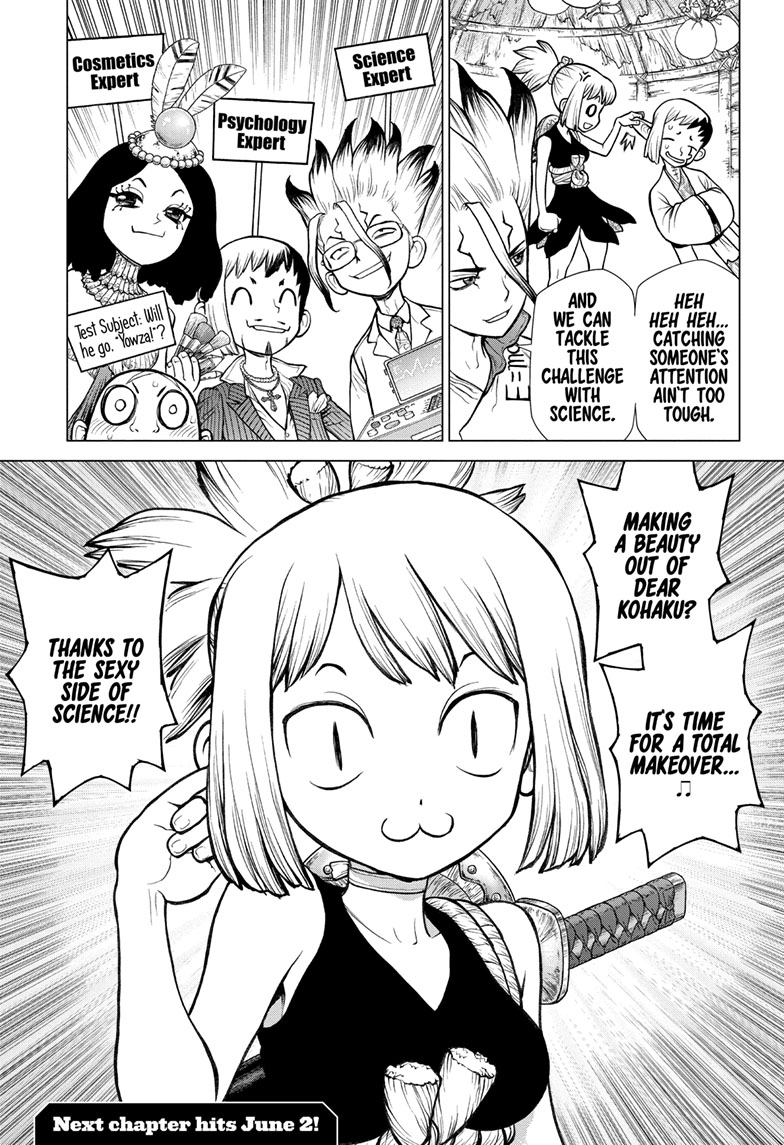 HEH
HEH HEH...
CATCHING
SOMEONE'S
ATTENTION
AIN'T TOO
TOUGH.
AND
WE CAN
TACKLE
THIS
CHALLENGE
WITH
SCIENCE.
Science
Expert
Psychology
Expert
Cosmetics
Expert
Test Subject: Will
he go, "Yowza!"?
MAKING
A BEAUTY
OUT OF
DEAR
KOHAKU?
IT'S TIME
FOR A TOTAL
MAKEOVER...
♫
THANKS TO
THE SEXY
SIDE OF
SCIENCE!!
Next chapter hits June 2!